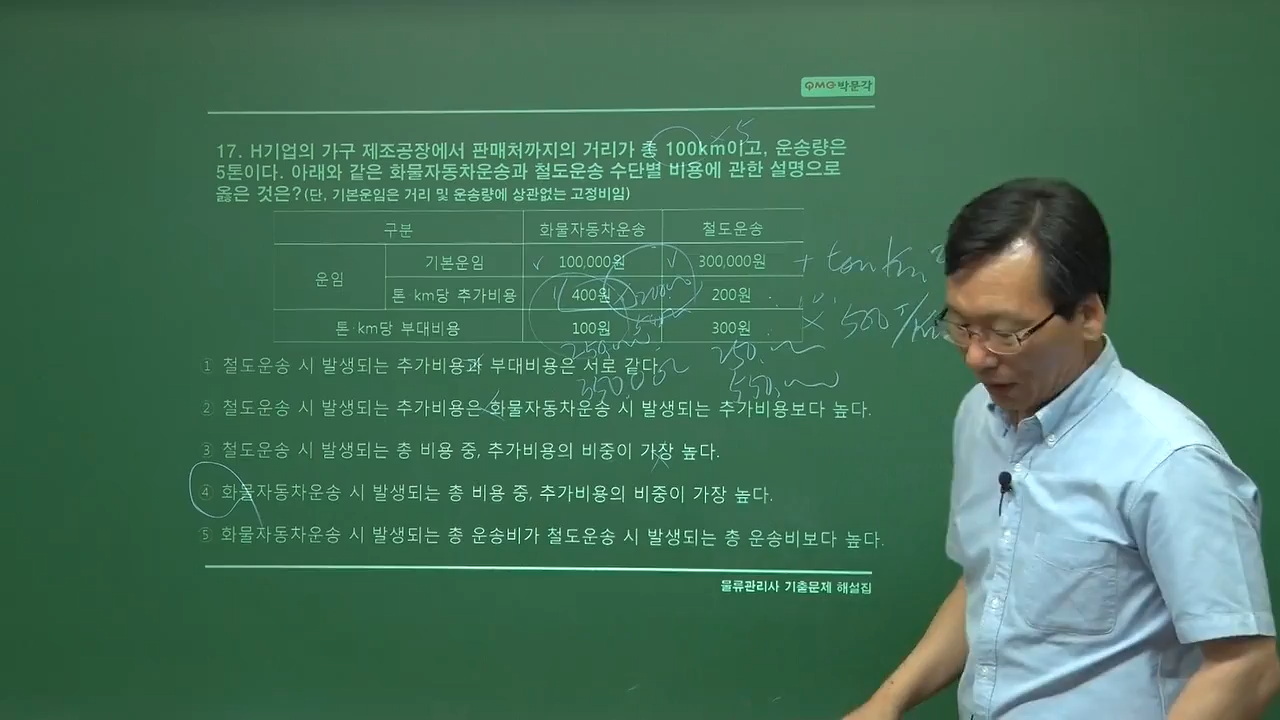 QMG 박문각
× 5
17. H기업의 가구 제조공장에서 판매처까지의 거리가 총 100km이고, 운송량은
5톤이다. 아래와 같은 화물자동차운송과 철도운송 수단별 비용에 관한 설명으로
옳은 것은?(단, 기본운임은 거리 및 운송량에 상관없는 고정비임)
구분 화물자동차운송 철도운송
운임 기본운임 100,000원 300,000원 + ton km
톤·km당 추가비용 400원 200원
톤·km당 부대비용 100원 300원 × 500 T/km
① 철도운송 시 발생되는 추가비용과 부대비용은 서로 같다.
② 철도운송 시 발생되는 추가비용은 화물자동차운송 시 발생되는 추가비용보다 높다.
③ 철도운송 시 발생되는 총 비용 중, 추가비용의 비중이 가장 높다.
④ 화물자동차운송 시 발생되는 총 비용 중, 추가비용의 비중이 가장 높다.
⑤ 화물자동차운송 시 발생되는 총 운송비가 철도운송 시 발생되는 총 운송비보다 높다.
물류관리사 기출문제 해설집